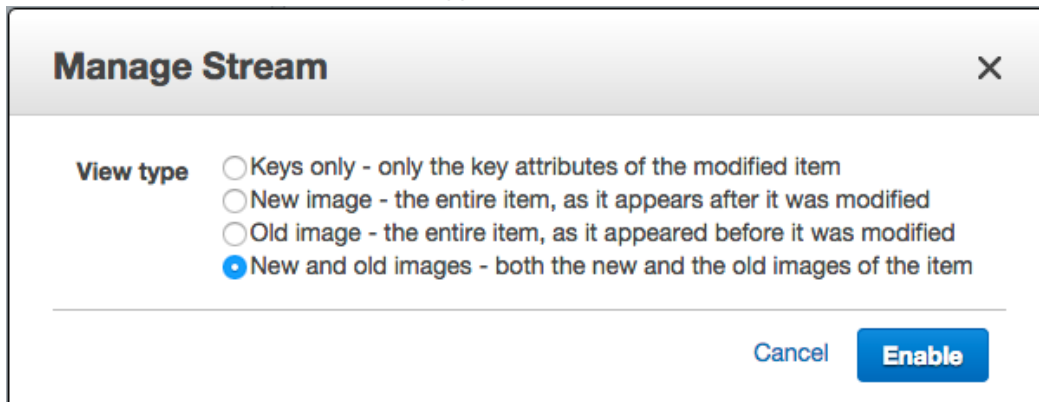 Manage Stream
View type
Keys only - only the key attributes of the modified item
New image - the entire item, as it appears after it was modified
Old image - the entire item, as it appeared before it was modified
New and old images - both the new and the old images of the item
Cancel
Enable